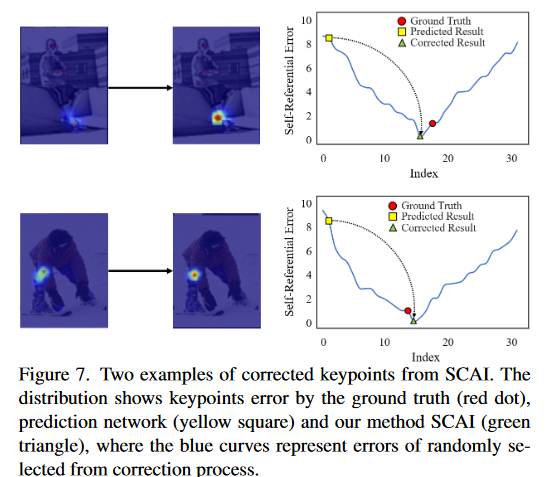 10
8
6
4
2
0
Self-Referential Error
Ground Truth
Predicted Result
Corrected Result
0
10
20
30
Index
10
8
6
4
2
0
Self-Referential Error
Ground Truth
Predicted Result
Corrected Result
0
10
20
30
Index
Figure 7. Two examples of corrected keypoints from SCAI. The
distribution shows keypoints error by the ground truth (red dot),
prediction network (yellow square) and our method SCAI (green
triangle), where the blue curves represent errors of randomly se-
lected from correction process.